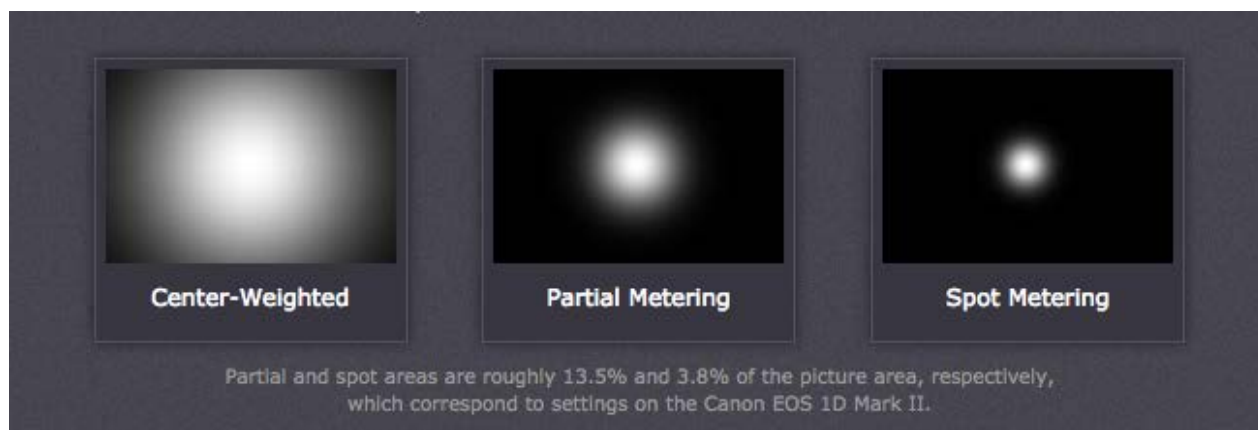 Center-Weighted
Partial Metering
Spot Metering
Partial and spot areas are roughly 13.5% and 3.8% of the picture area, respectively,
which correspond to settings on the Canon EOS 1D Mark II.